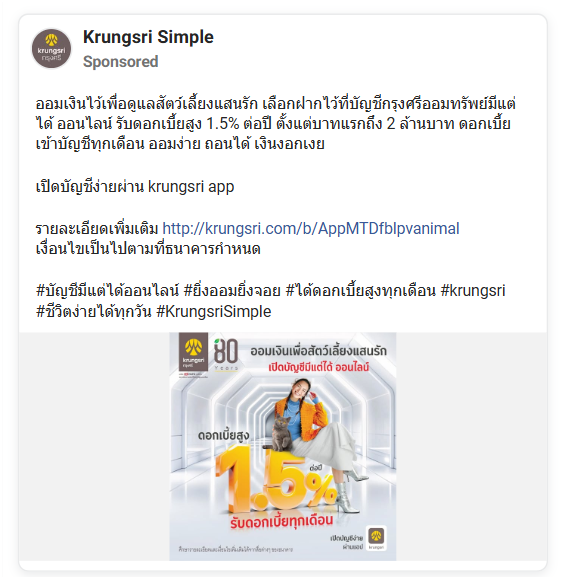 krungsri
กรุงศรี
Krungsri Simple
Sponsored
ออมเงินไว้เพื่อดูแลสัตว์เลี้ยงแสนรัก เลือกฝากไว้ที่บัญชีกรุงศรีออมทรัพย์มีแต่
ได้ ออนไลน์ รับดอกเบี้ยสูง 1.5% ต่อปี ตั้งแต่บาทแรกถึง 2 ล้านบาท ดอกเบี้ย
เข้าบัญชีทุกเดือน ออมง่าย ถอนได้ เงินงอกเงย
เปิดบัญชีง่ายผ่าน krungsri app
รายละเอียดเพิ่มเติม http://krungsri.com/b/AppMTDfblpvanimal
เงื่อนไขเป็นไปตามที่ธนาคารกำหนด
#บัญชีมีแต่ได้ออนไลน์ #ยิ่งออมยิ่งจอย #ได้ดอกเบี้ยสูงทุกเดือน #krungsri
#ชีวิตง่ายได้ทุกวัน #KrungsriSimple
krungsri
กรุงศรี
80
Years
ออมเงินเพื่อสัตว์เลี้ยงแสนรัก
เปิดบัญชีมีแต่ได้ ออนไลน์
ดอกเบี้ยสูง
1.5%
ต่อปี
รับดอกเบี้ยทุกเดือน
เปิดบัญชีง่าย
ผ่านแอป
krungsri